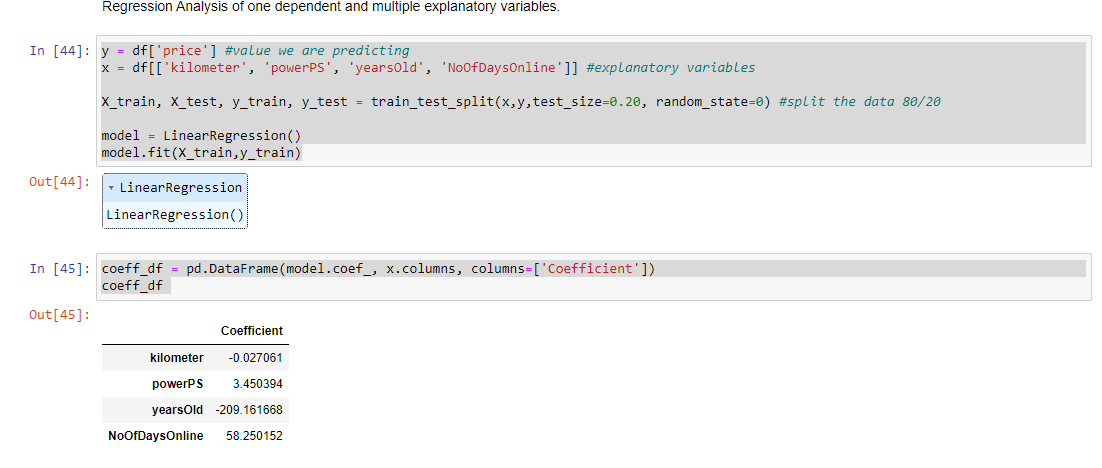 Regression Analysis of one dependent and multiple explanatory variables.
In [44]: y = df['price'] #value we are predicting
x = df[['kilometer', 'powerPS', 'yearsOld', 'NoOfDaysOnline']] #explanatory variables
X_train, X_test, y_train, y_test = train_test_split(x,y,test_size=0.20, random_state=0) #split the data 80/20
model = LinearRegression()
model.fit(X_train,y_train)
Out[44]: ▾ LinearRegression
LinearRegression()
In [45]: coeff_df = pd.DataFrame(model.coef_, x.columns, columns=['Coefficient'])
coeff_df
Out[45]:
Coefficient
kilometer -0.027061
powerPS 3.450394
yearsOld -209.161668
NoOfDaysOnline 58.250152